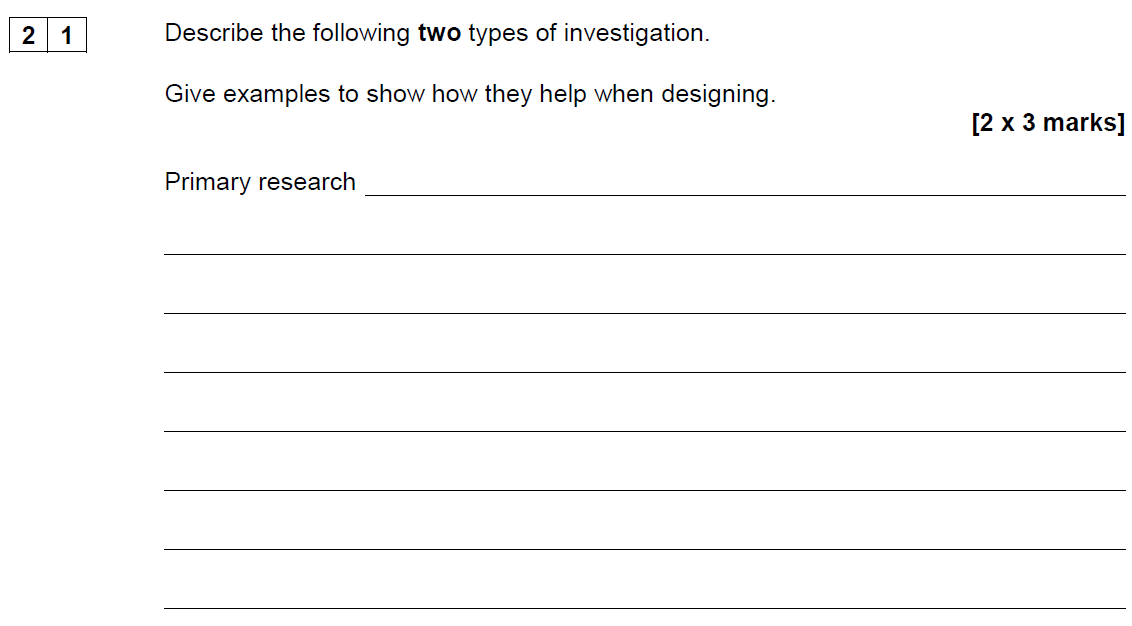 2 1 Describe the following two types of investigation.
Give examples to show how they help when designing.
[2 x 3 marks]
Primary research